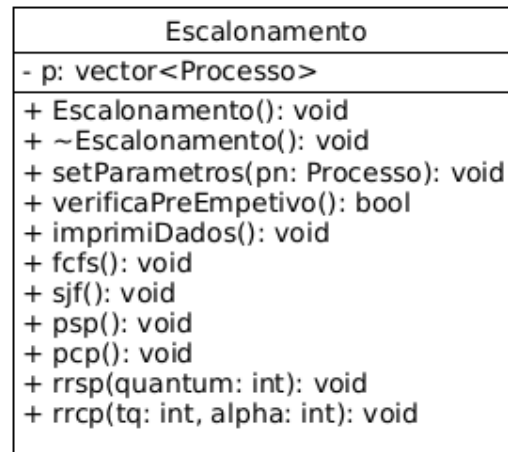 Escalonamento
- p: vector<Processo>
+ Escalonamento(): void
+ ~Escalonamento(): void
+ setParametros(pn: Processo): void
+ verificaPreEmpetivo(): bool
+ imprimiDados(): void
+ fcfs(): void
+ sjf(): void
+ psp(): void
+ pcp(): void
+ rrsp(quantum: int): void
+ rrcp(tq: int, alpha: int): void